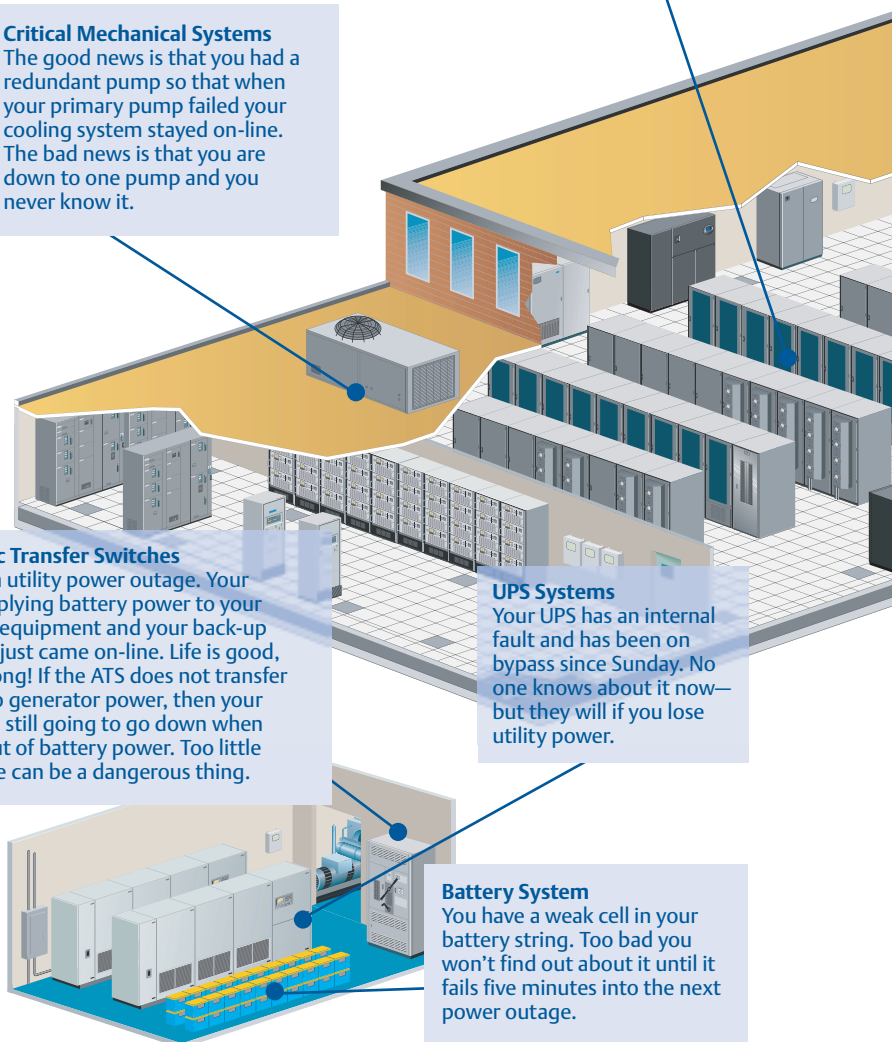 Critical Mechanical Systems
The good news is that you had a
redundant pump so that when
your primary pump failed your
cooling system stayed on-line.
The bad news is that you are
down to one pump and you
never know it.
c Transfer Switches
utility power outage. Your
plying battery power to your
equipment and your back-up
just came on-line. Life is good,
ong! If the ATS does not transfer
o generator power, then your
still going to go down when
ut of battery power. Too little
e can be a dangerous thing.
UPS Systems
Your UPS has an internal
fault and has been on
bypass since Sunday. No
one knows about it now—
but they will if you lose
utility power.
Battery System
You have a weak cell in your
battery string. Too bad you
won’t find out about it until it
fails five minutes into the next
power outage.